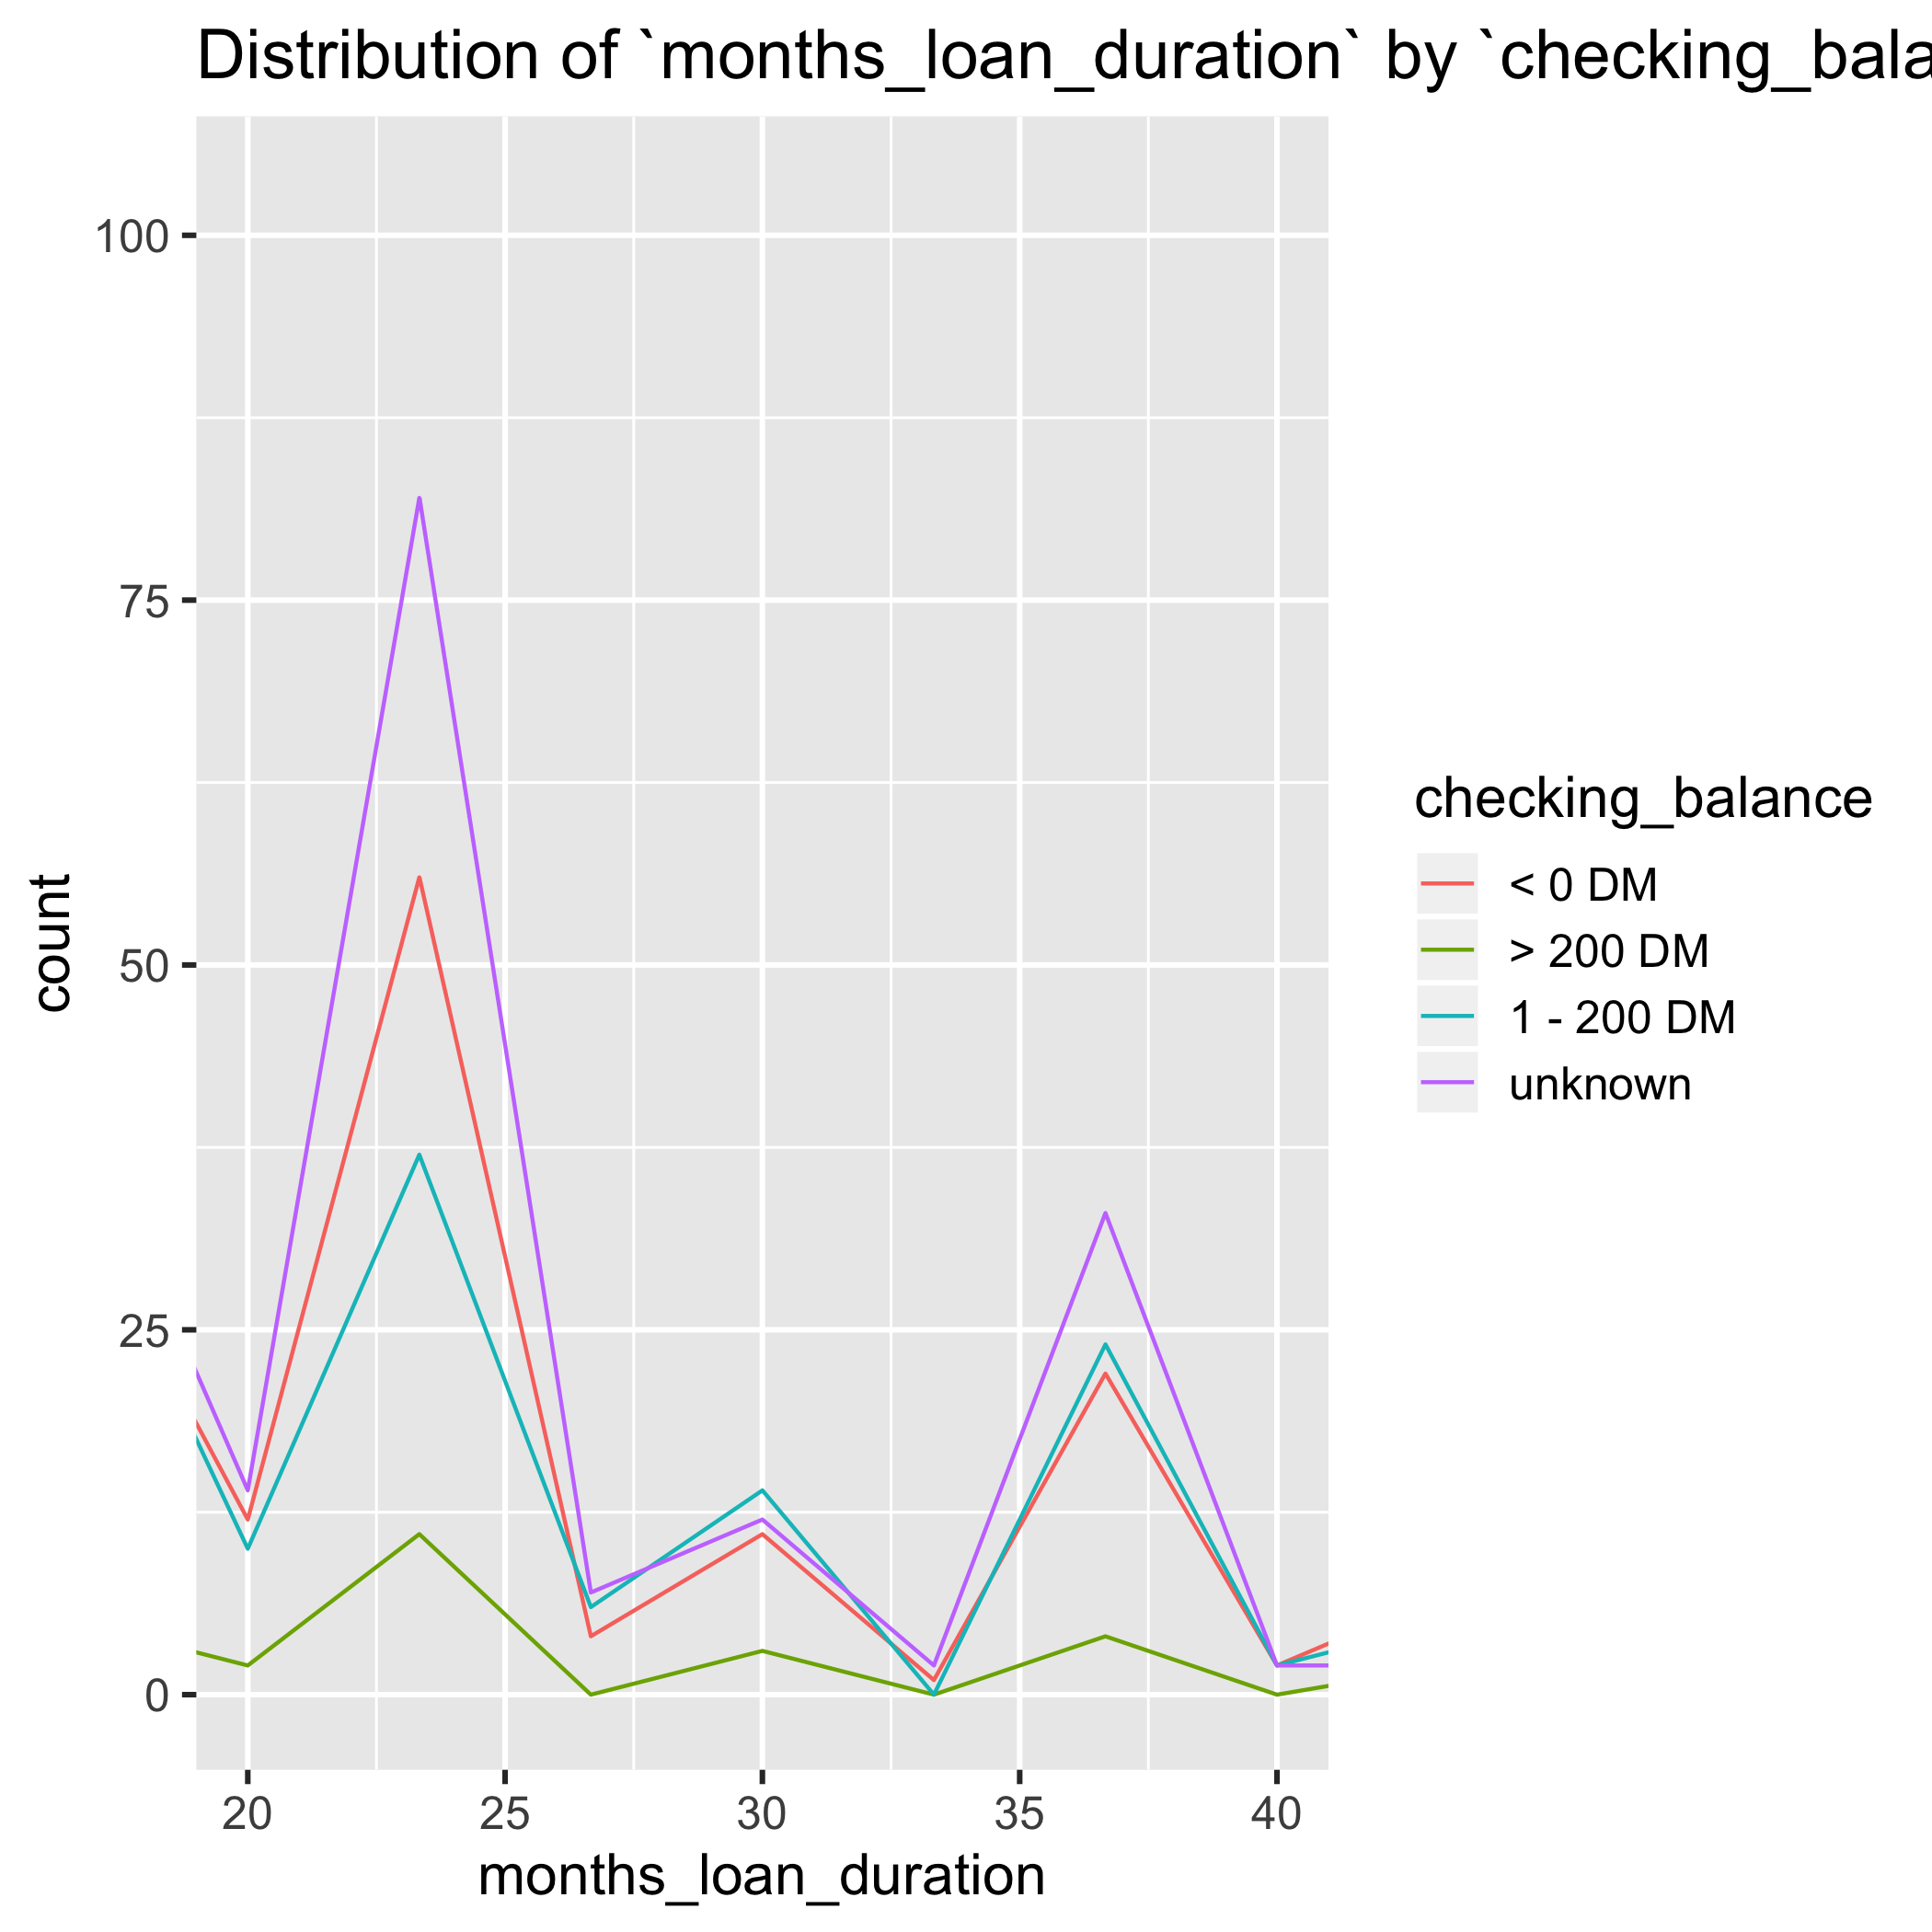 Distribution of `months_loan_duration` by `checking_bala
100
75
50
25
0
count
20 25 30 35 40
months_loan_duration
checking_balance
< 0 DM
> 200 DM
1 - 200 DM
unknown